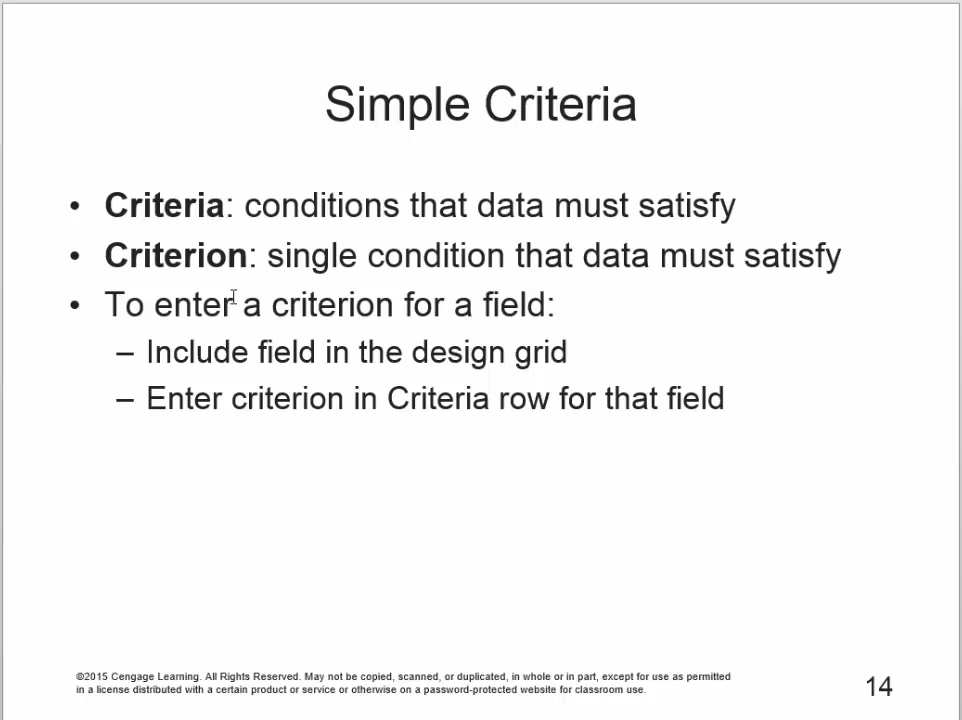 Simple Criteria
• Criteria: conditions that data must satisfy
• Criterion: single condition that data must satisfy
• To enter a criterion for a field:
– Include field in the design grid
– Enter criterion in Criteria row for that field
©2015 Cengage Learning. All Rights Reserved. May not be copied, scanned, or duplicated, in whole or in part, except for use as permitted
in a license distributed with a certain product or service or otherwise on a password-protected website for classroom use.
14